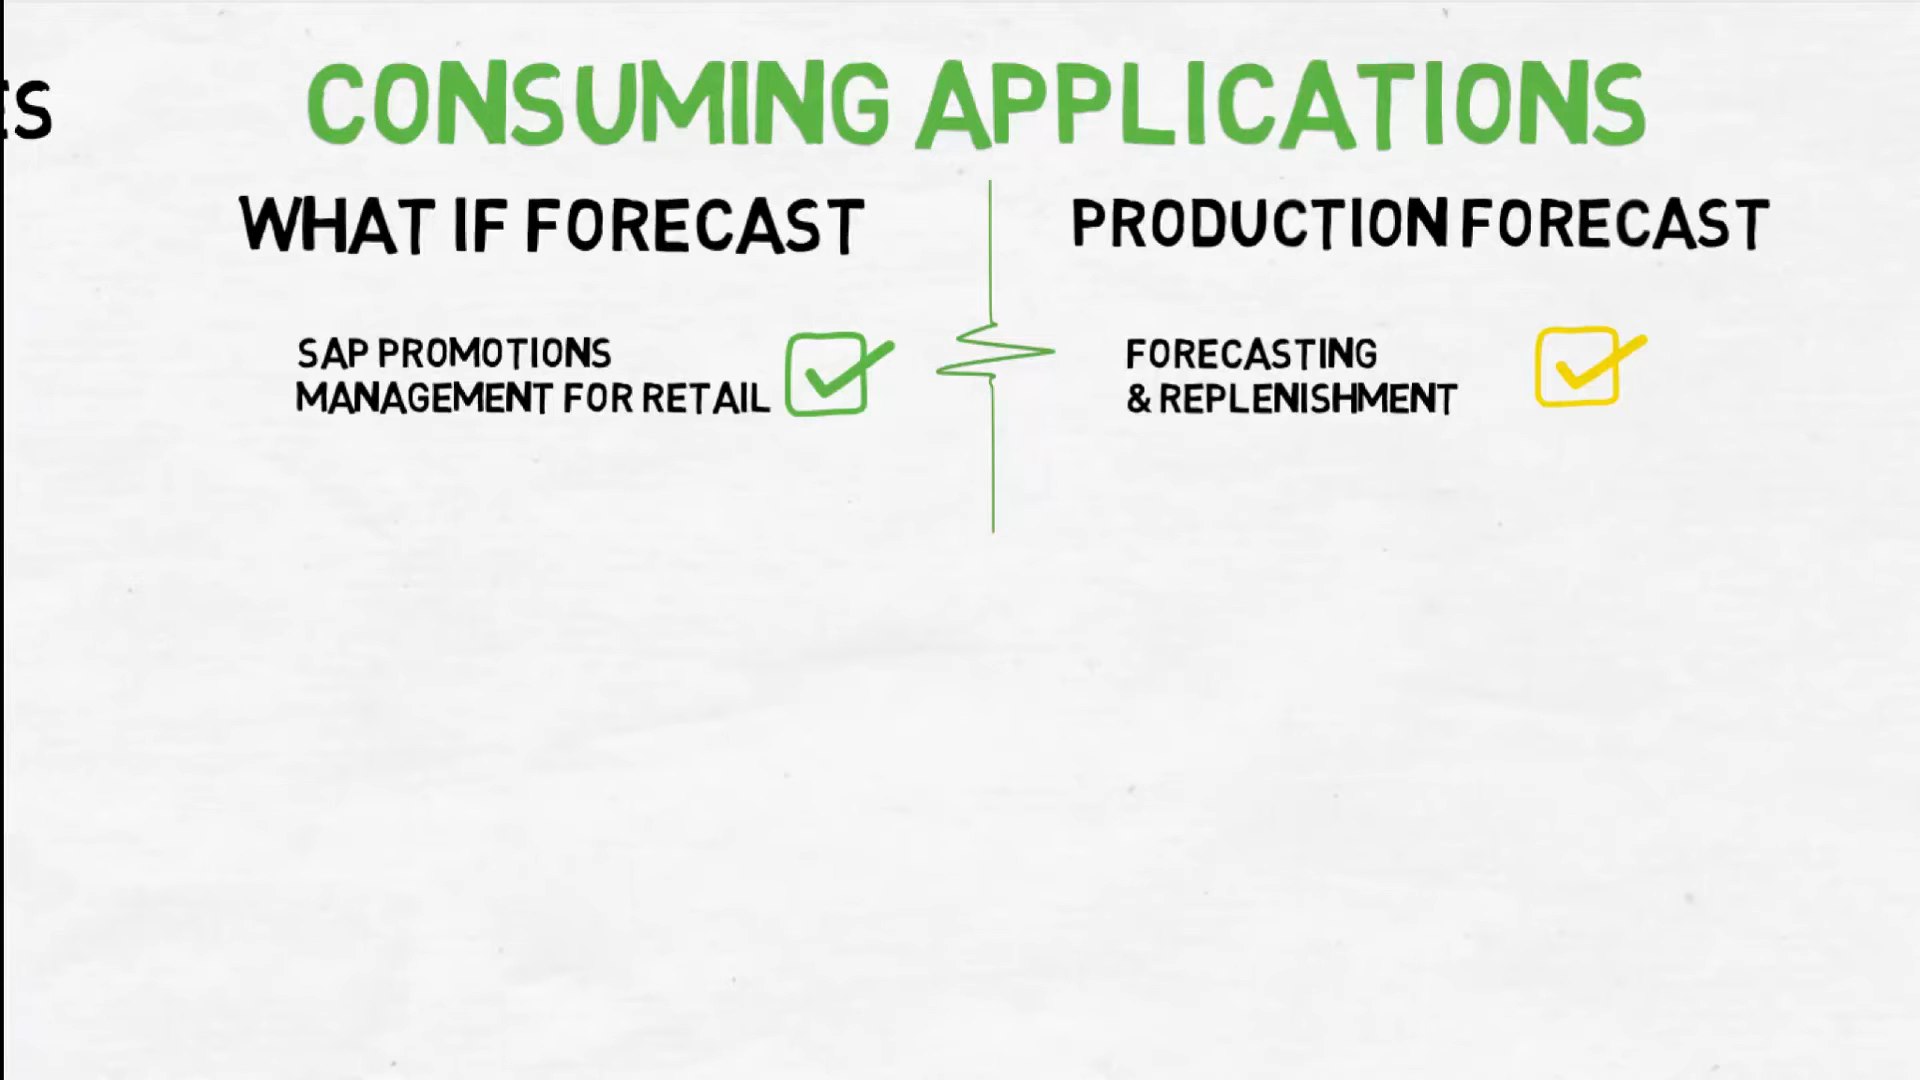 CONSUMING APPLICATIONS
WHAT IF FORECAST
SAP PROMOTIONS
MANAGEMENT FOR RETAIL
PRODUCTION FORECAST
FORECASTING
& REPLENISHMENT